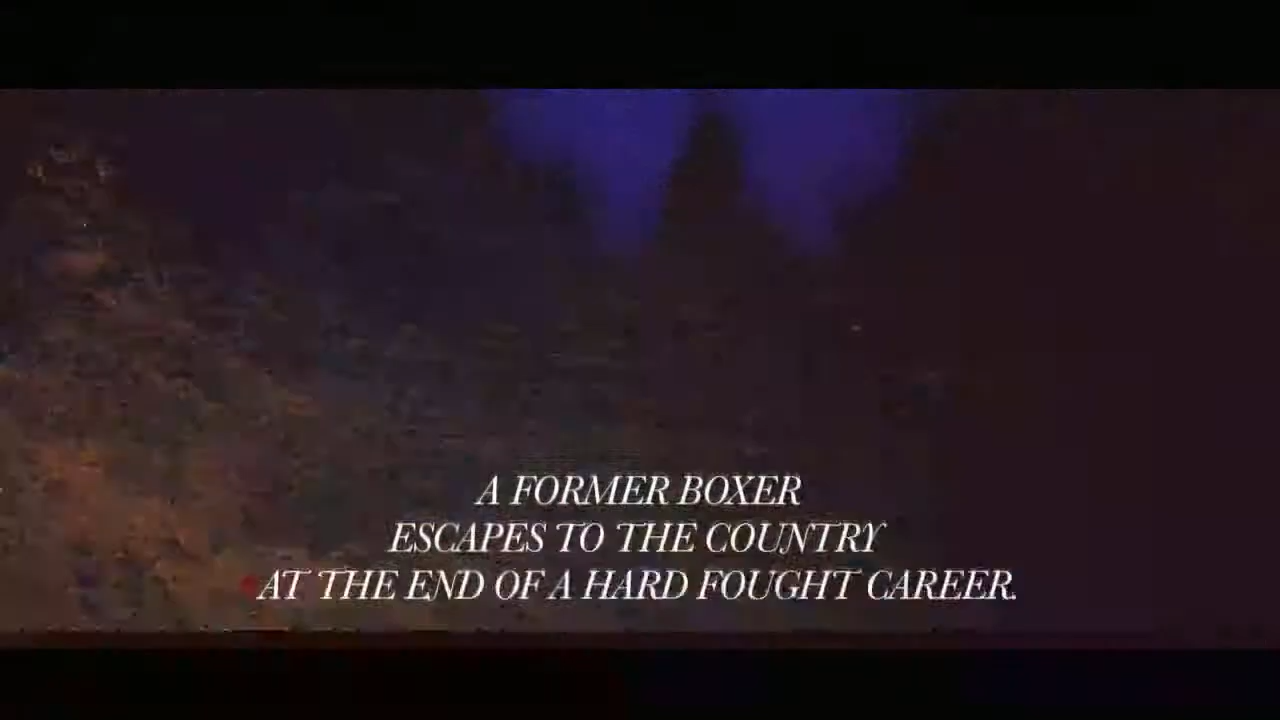 A FORMER BOXER
ESCAPES TO THE COUNTRY
AT THE END OF A HARD FOUGHT CAREER.